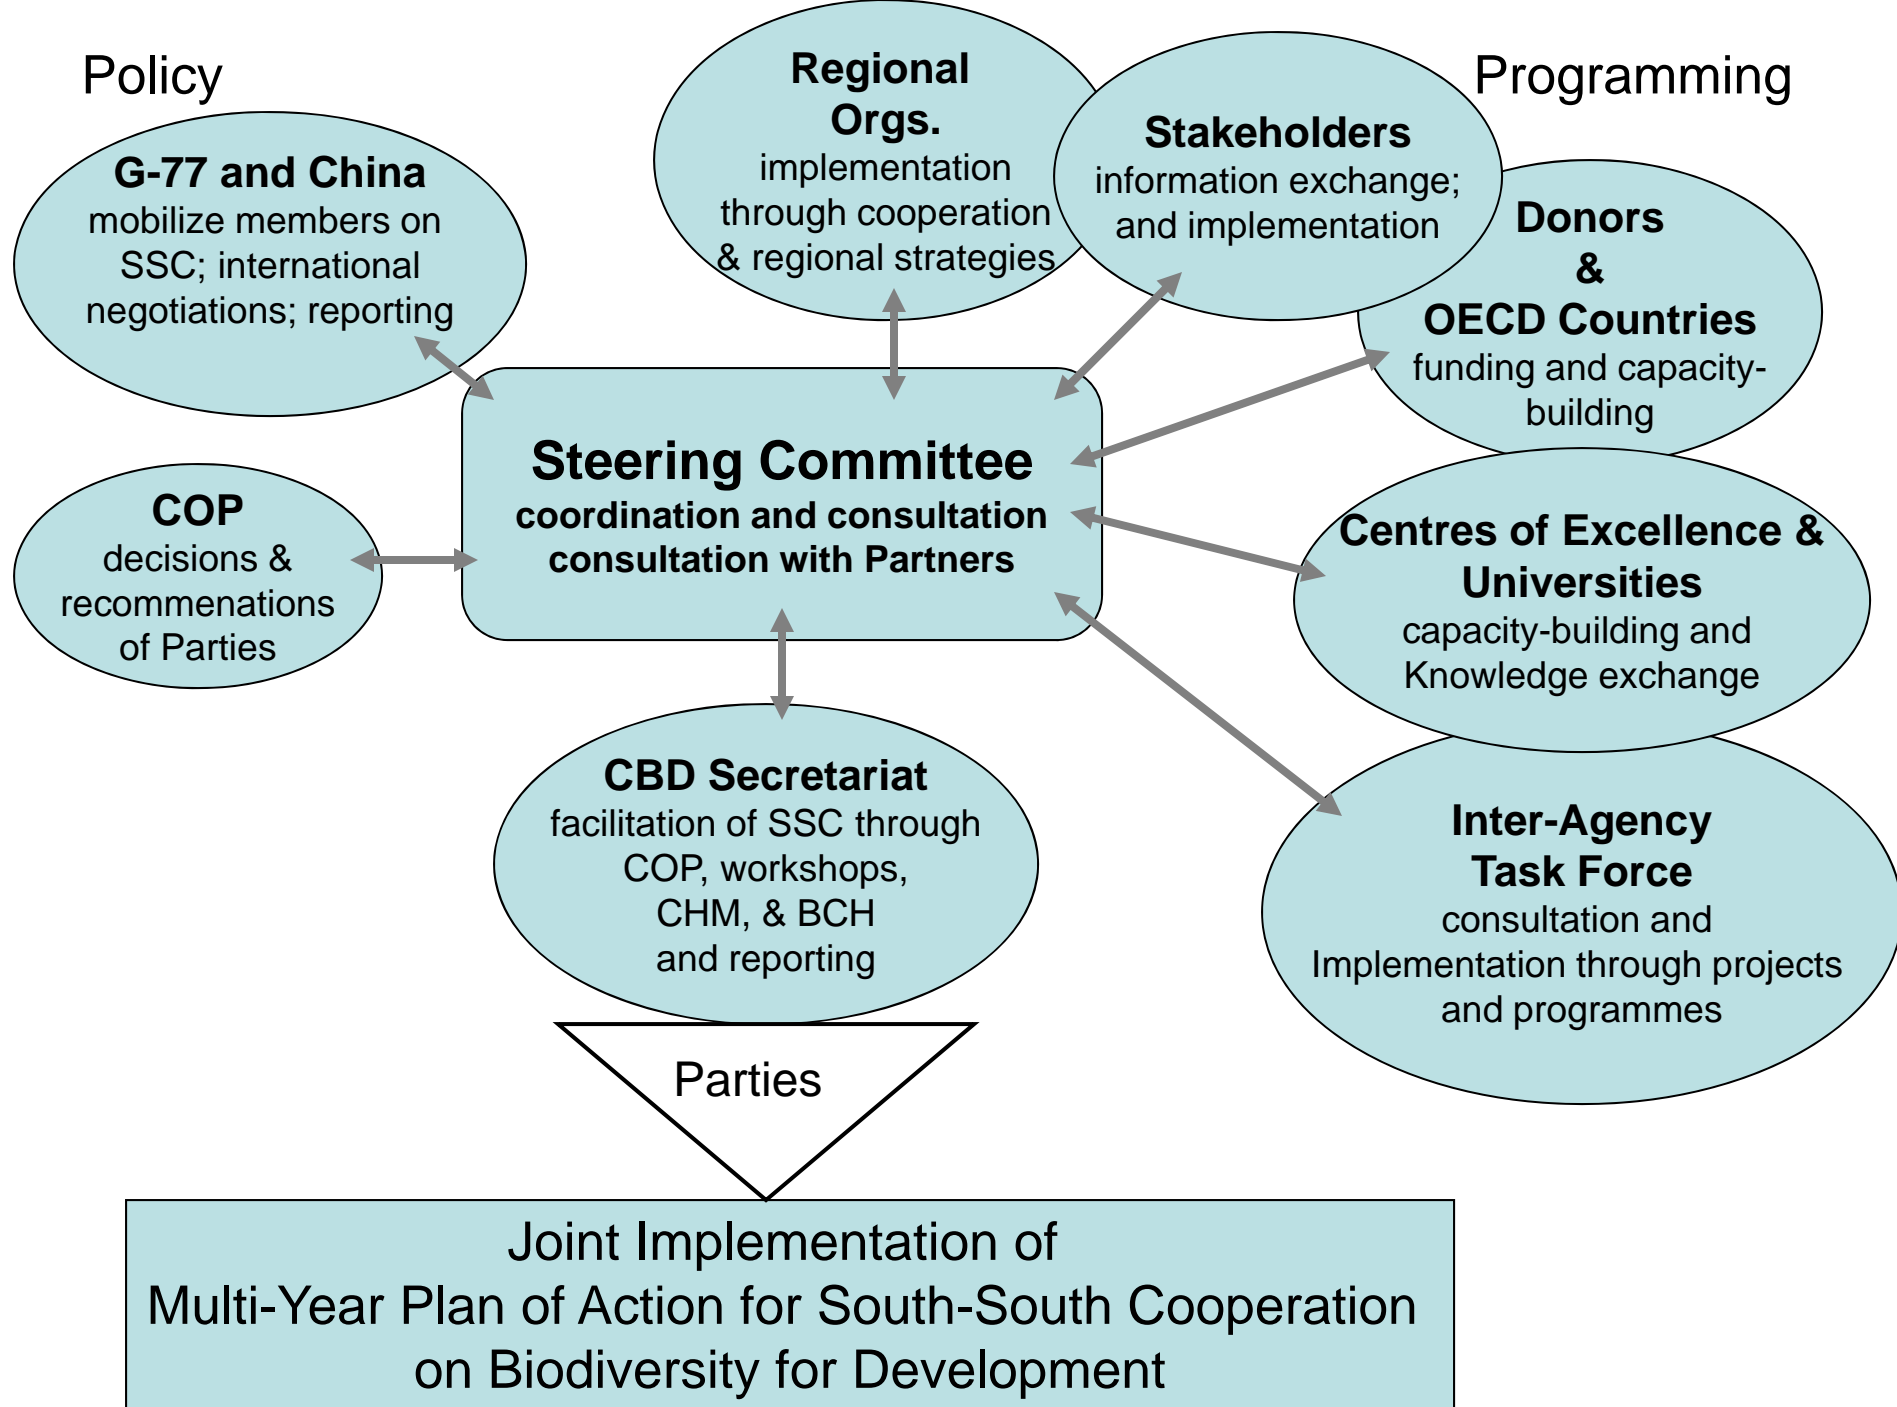 Policy
Programming
G-77 and China
mobilize members on
SSC; international
negotiations; reporting
Regional
Orgs.
implementation
through cooperation
& regional strategies
Stakeholders
information exchange;
and implementation
Donors
&
OECD Countries
funding and capacity-
building
Steering Committee
coordination and consultation
consultation with Partners
COP
decisions &
recommenations
of Parties
Centres of Excellence &
Universities
capacity-building and
Knowledge exchange
CBD Secretariat
facilitation of SSC through
COP, workshops,
CHM, & BCH
and reporting
Inter-Agency
Task Force
consultation and
Implementation through projects
and programmes
Parties
Joint Implementation of
Multi-Year Plan of Action for South-South Cooperation
on Biodiversity for Development